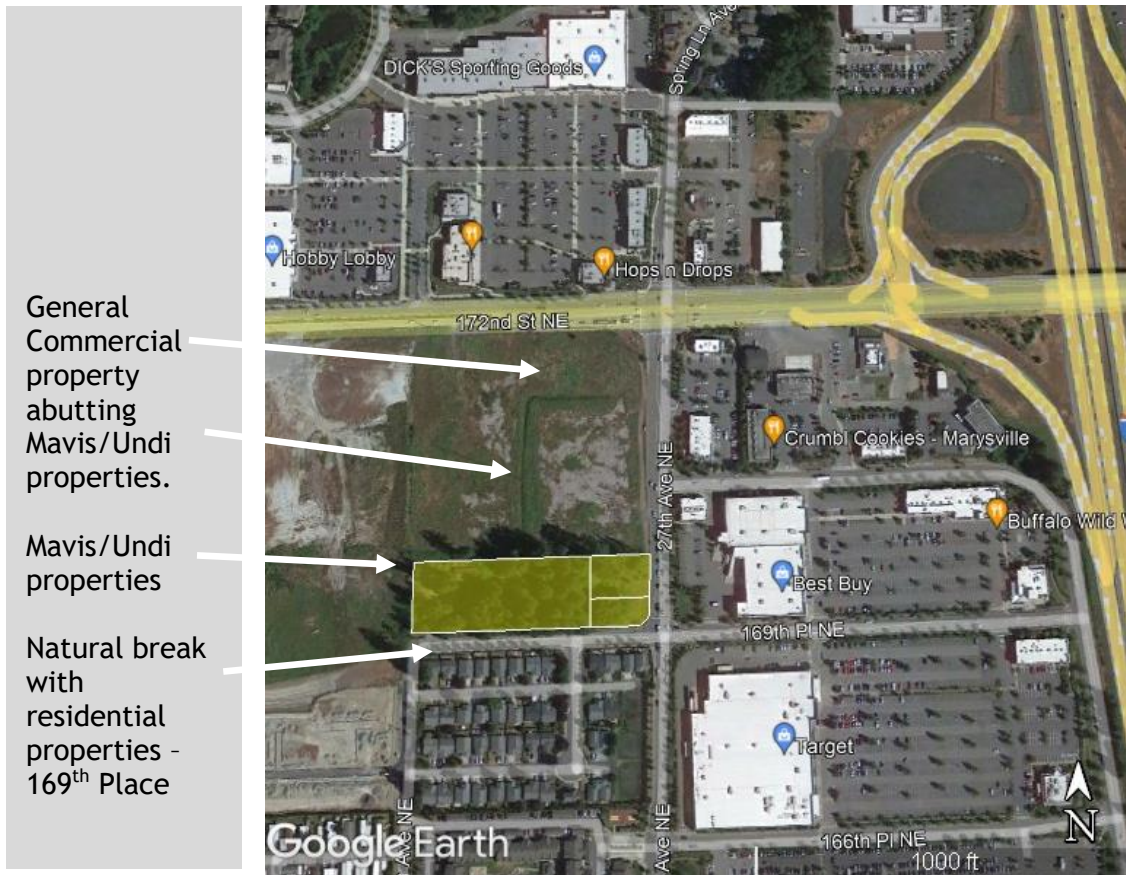 General
Commercial
property
abutting
Mavis/Undi
properties.
Mavis/Undi
properties
Natural break
with
residential
properties –
169th Place
DICK'S Sporting Goods
Spring Ln Ave
Hobby Lobby
Hops n Drops
172nd St NE
27th Ave NE
Crumbl Cookies - Marysville
Buffalo Wild W
Best Buy
169th Pl NE
Target
Ave NE
Ave NE
166th Pl NE
Google Earth
1000 ft
N